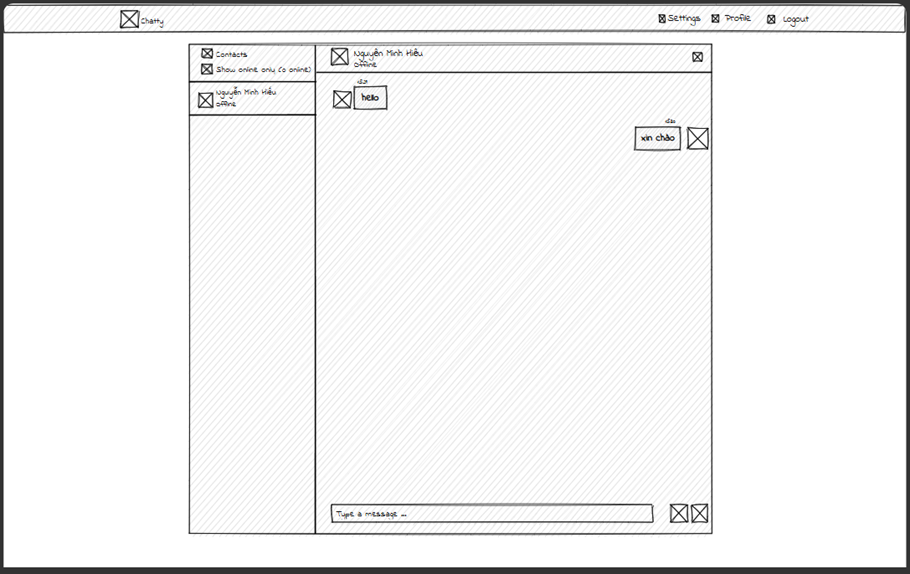 Chatty
Settings
Profile
Logout
Contacts
Show online only (0 online)
Nguyễn Minh Hiếu
Offline
Nguyễn Minh Hiếu
Offline
hello
xin chào
Type a message ...